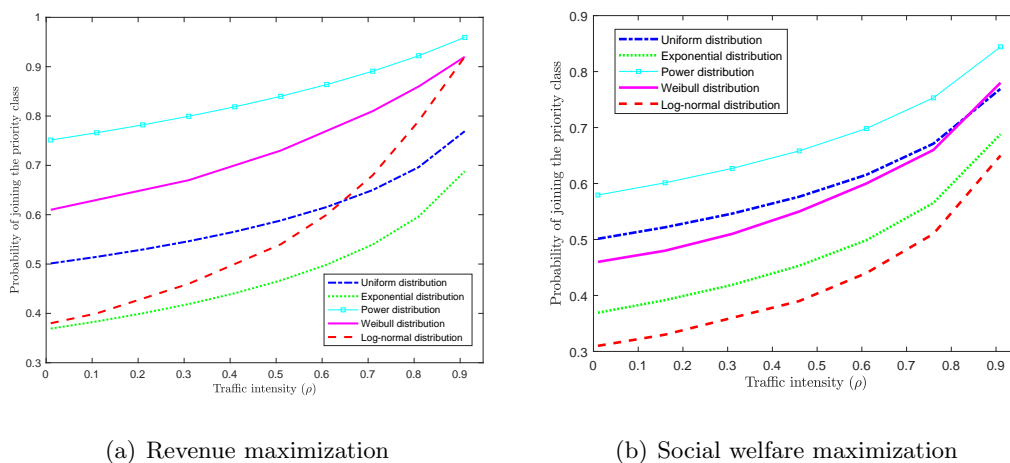 Probability of joining the priority class
1
0.9
0.8
0.7
0.6
0.5
0.4
0.3
Uniform distribution
Exponential distribution
Power distribution
Weibull distribution
Log-normal distribution
0 0.1 0.2 0.3 0.4 0.5 0.6 0.7 0.8 0.9
Traffic intensity (ρ)
(a) Revenue maximization
Probability of joining the priority class
0.9
0.8
0.7
0.6
0.5
0.4
0.3
Uniform distribution
Exponential distribution
Power distribution
Weibull distribution
Log-normal distribution
0 0.1 0.2 0.3 0.4 0.5 0.6 0.7 0.8 0.9
Traffic intensity (ρ)
(b) Social welfare maximization